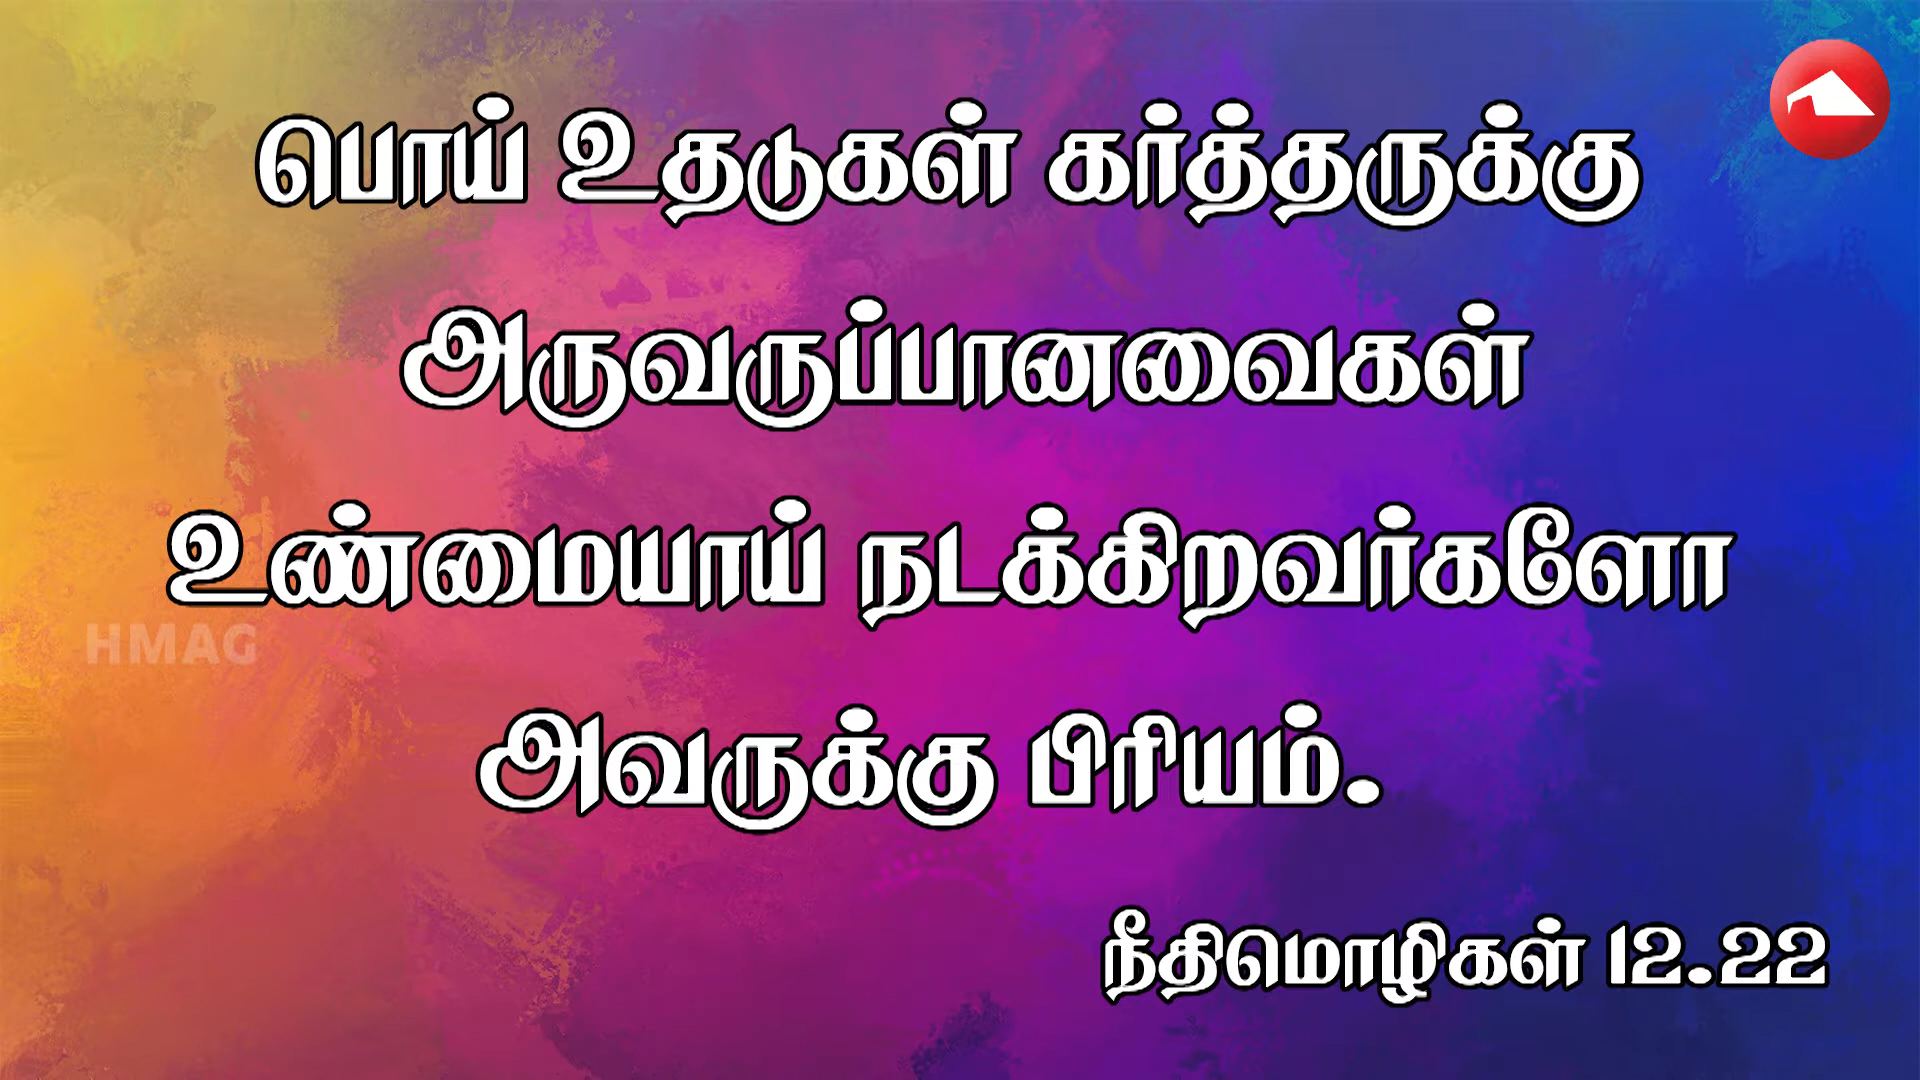 பொய் உதடுகள் கர்த்தருக்கு
அருவருப்பானவைகள்
உண்மையாய் நடக்கிறவர்களோ
HMAG
அவருக்கு பிரியம்.
நீதிமொழிகள் 12.22